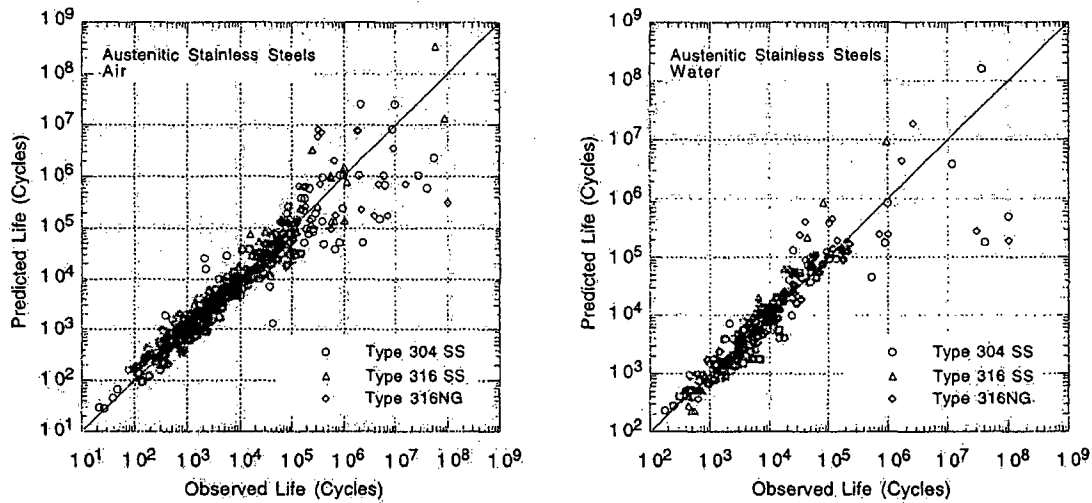 10⁹
10⁸
10⁷
10⁶
10⁵
10⁴
10³
10²
10¹
Predicted Life (Cycles)
Austenitic Stainless Steels
Air
Type 304 SS
Type 316 SS
Type 316NG
10¹ 10² 10³ 10⁴ 10⁵ 10⁶ 10⁷ 10⁸ 10⁹
Observed Life (Cycles)
10⁹
10⁸
10⁷
10⁶
10⁵
10⁴
10³
10²
Predicted Life (Cycles)
Austenitic Stainless Steels
Water
Type 304 SS
Type 316 SS
Type 316NG
10² 10³ 10⁴ 10⁵ 10⁶ 10⁷ 10⁸ 10⁹
Observed Life (Cycles)